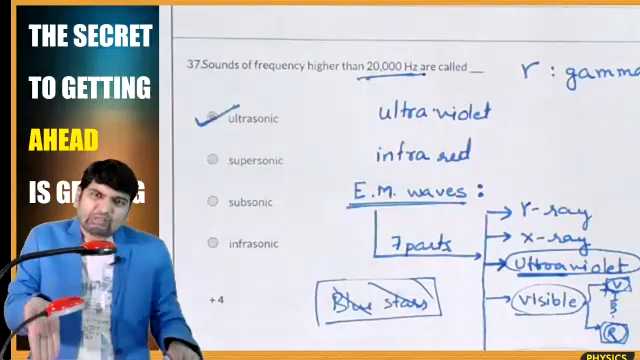 THE SECRET
TO GETTING
AHEAD
IS GE
NG
37.Sounds of frequency higher than 20,000 Hz are called __
ultrasonic
supersonic
subsonic
infrasonic
+4
r : gamma
ultra-violet
infra red
E.M. waves :
7 parts
r-ray
x-ray
Ultraviolet
visible
V
R
Blue stars
PHYSICS